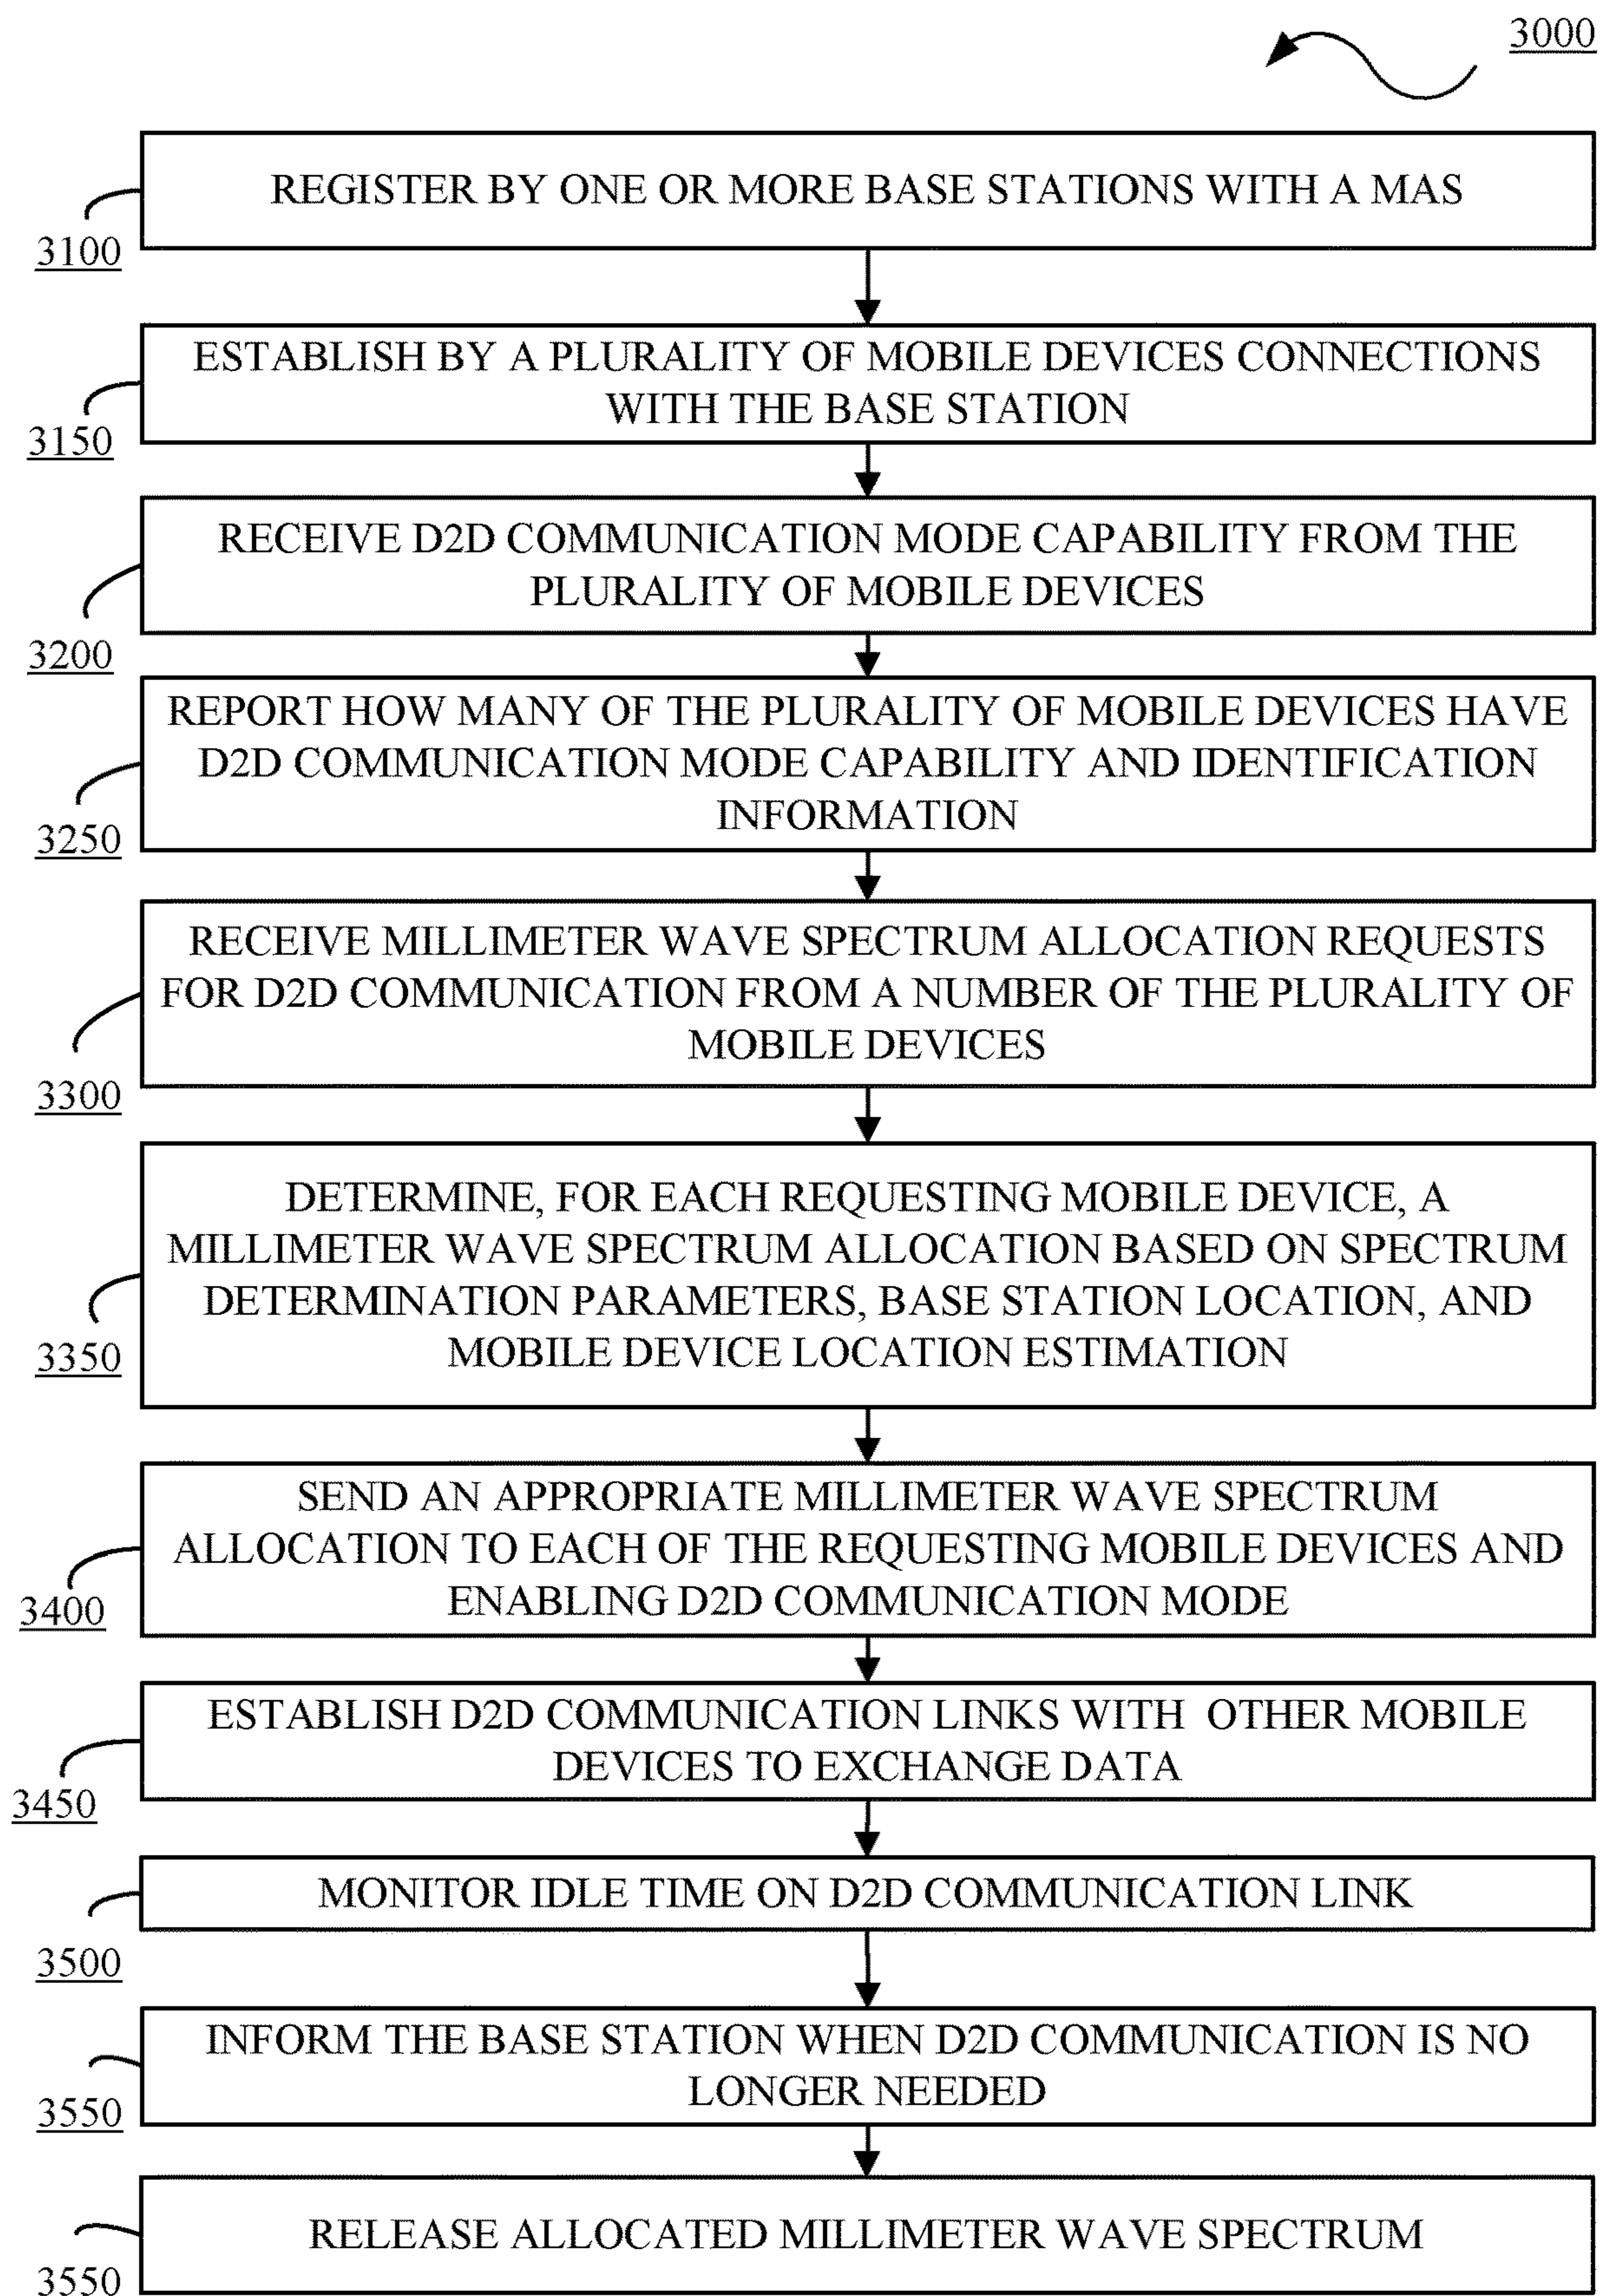 3000
REGISTER BY ONE OR MORE BASE STATIONS WITH A MAS
3100
ESTABLISH BY A PLURALITY OF MOBILE DEVICES CONNECTIONS
WITH THE BASE STATION
3150
RECEIVE D2D COMMUNICATION MODE CAPABILITY FROM THE
PLURALITY OF MOBILE DEVICES
3200
REPORT HOW MANY OF THE PLURALITY OF MOBILE DEVICES HAVE
D2D COMMUNICATION MODE CAPABILITY AND IDENTIFICATION
INFORMATION
3250
RECEIVE MILLIMETER WAVE SPECTRUM ALLOCATION REQUESTS
FOR D2D COMMUNICATION FROM A NUMBER OF THE PLURALITY OF
MOBILE DEVICES
3300
DETERMINE, FOR EACH REQUESTING MOBILE DEVICE, A
MILLIMETER WAVE SPECTRUM ALLOCATION BASED ON SPECTRUM
DETERMINATION PARAMETERS, BASE STATION LOCATION, AND
MOBILE DEVICE LOCATION ESTIMATION
3350
SEND AN APPROPRIATE MILLIMETER WAVE SPECTRUM
ALLOCATION TO EACH OF THE REQUESTING MOBILE DEVICES AND
ENABLING D2D COMMUNICATION MODE
3400
ESTABLISH D2D COMMUNICATION LINKS WITH OTHER MOBILE
DEVICES TO EXCHANGE DATA
3450
MONITOR IDLE TIME ON D2D COMMUNICATION LINK
3500
INFORM THE BASE STATION WHEN D2D COMMUNICATION IS NO
LONGER NEEDED
3550
RELEASE ALLOCATED MILLIMETER WAVE SPECTRUM
3550